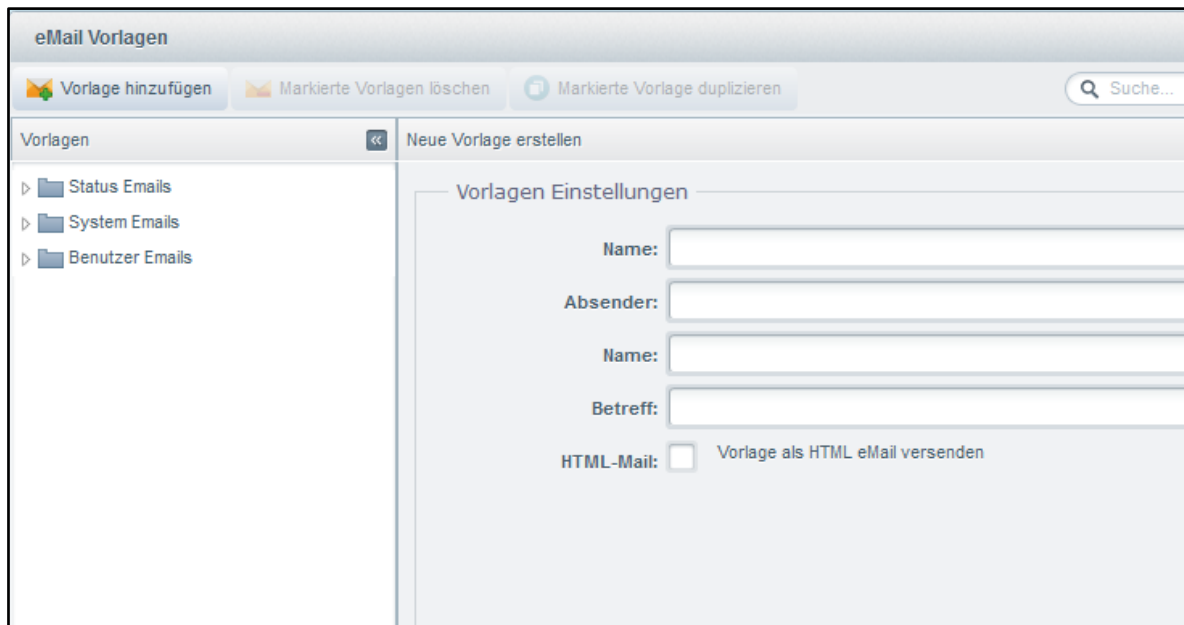 eMail Vorlagen
Vorlage hinzufügen Markierte Vorlagen löschen Markierte Vorlage duplizieren Suche...
Vorlagen
Status Emails
System Emails
Benutzer Emails
Neue Vorlage erstellen
Vorlagen Einstellungen
Name:
Absender:
Name:
Betreff:
HTML-Mail: Vorlage als HTML eMail versenden